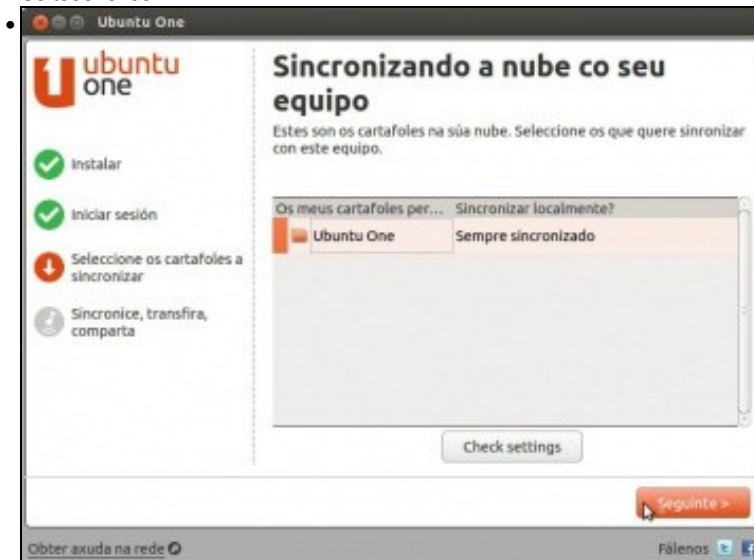 Ubuntu One
ubuntu
one
Instalar
Iniciar sesión
Seleccione os cartafoles a
sincronizar
Sincronice, transfira,
comparta
Sincronizando a nube co seu
equipo
Estes son os cartafoles na súa nube. Seleccione os que quere sinronizar
con este equipo.
Os meus cartafoles per... Sincronizar localmente?
Ubuntu One Sempre sincronizado
Check settings
Seguinte >
Obter axuda na rede
Fálenos